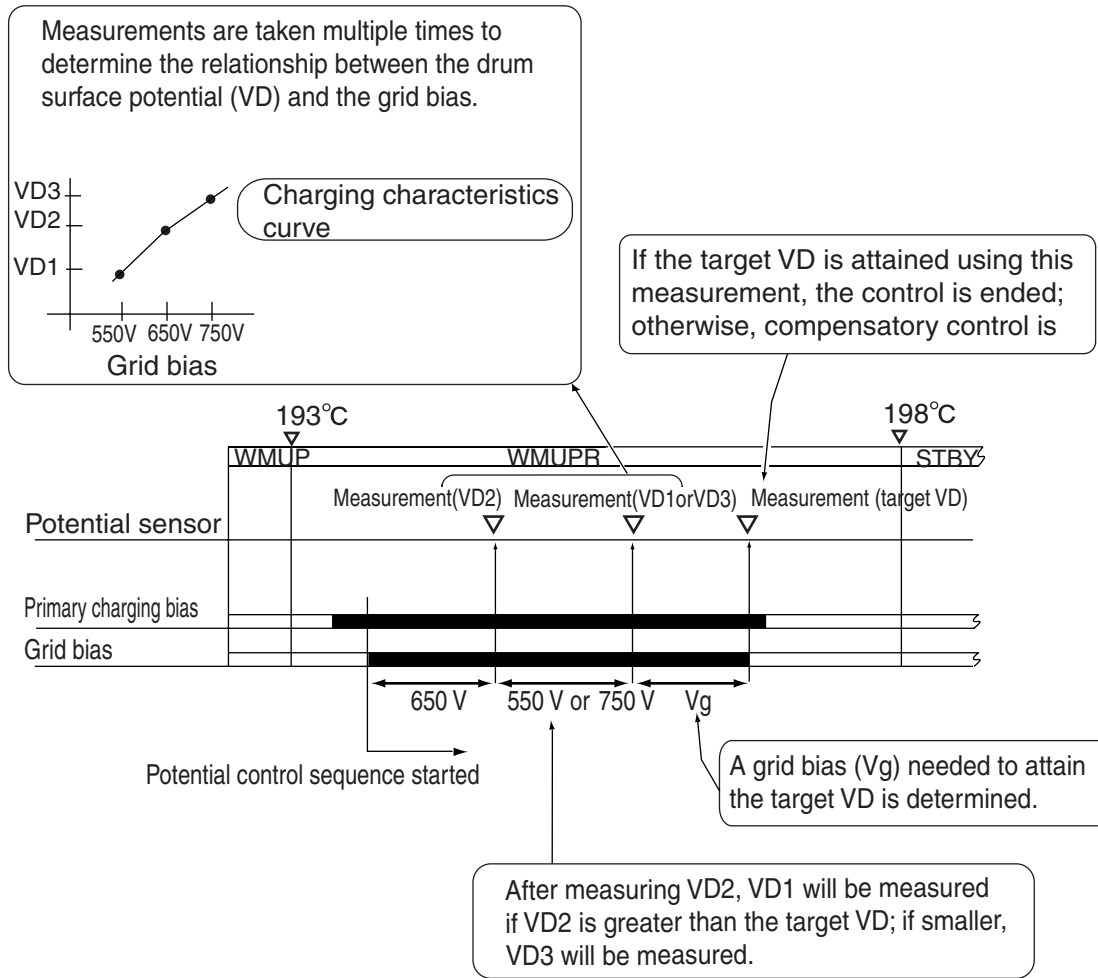 Measurements are taken multiple times to
determine the relationship between the drum
surface potential (VD) and the grid bias.
VD3
VD2
VD1
Charging characteristics
curve
550V 650V 750V
Grid bias
If the target VD is attained using this
measurement, the control is ended;
otherwise, compensatory control is
193°C
198°C
WMUP
WMUPR
STBY
Measurement(VD2)
Measurement(VD1orVD3)
Measurement (target VD)
Potential sensor
Primary charging bias
Grid bias
650 V
550 V or 750 V
Vg
Potential control sequence started
A grid bias (Vg) needed to attain
the target VD is determined.
After measuring VD2, VD1 will be measured
if VD2 is greater than the target VD; if smaller,
VD3 will be measured.